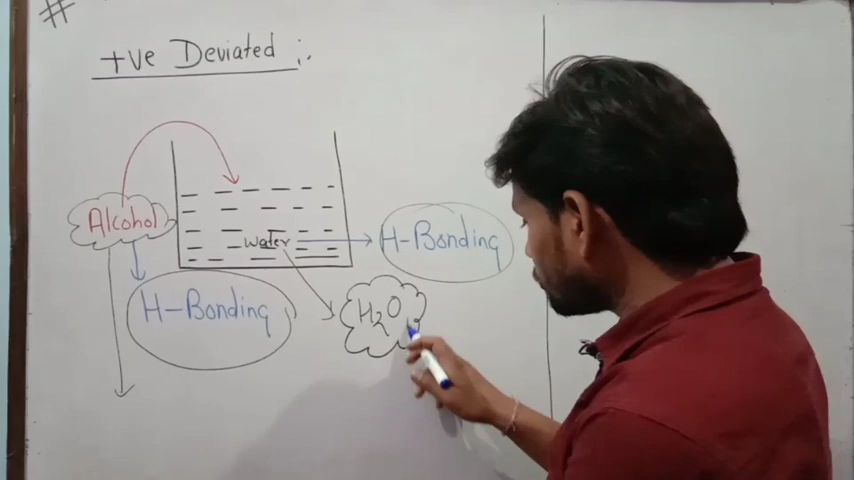 #
+ve Deviated :-
Alcohol
water
H-Bonding
H-Bonding
H2O